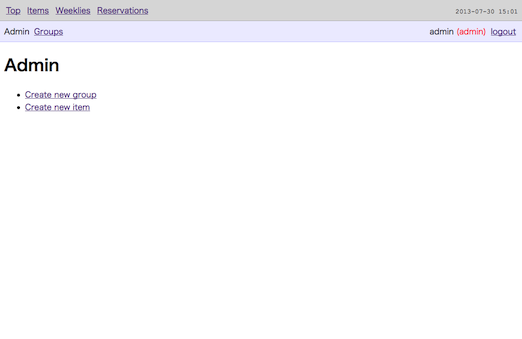 Top Items Weeklies Reservations 2013-07-30 15:01
Admin Groups admin (admin) logout
Admin
• Create new group
• Create new item